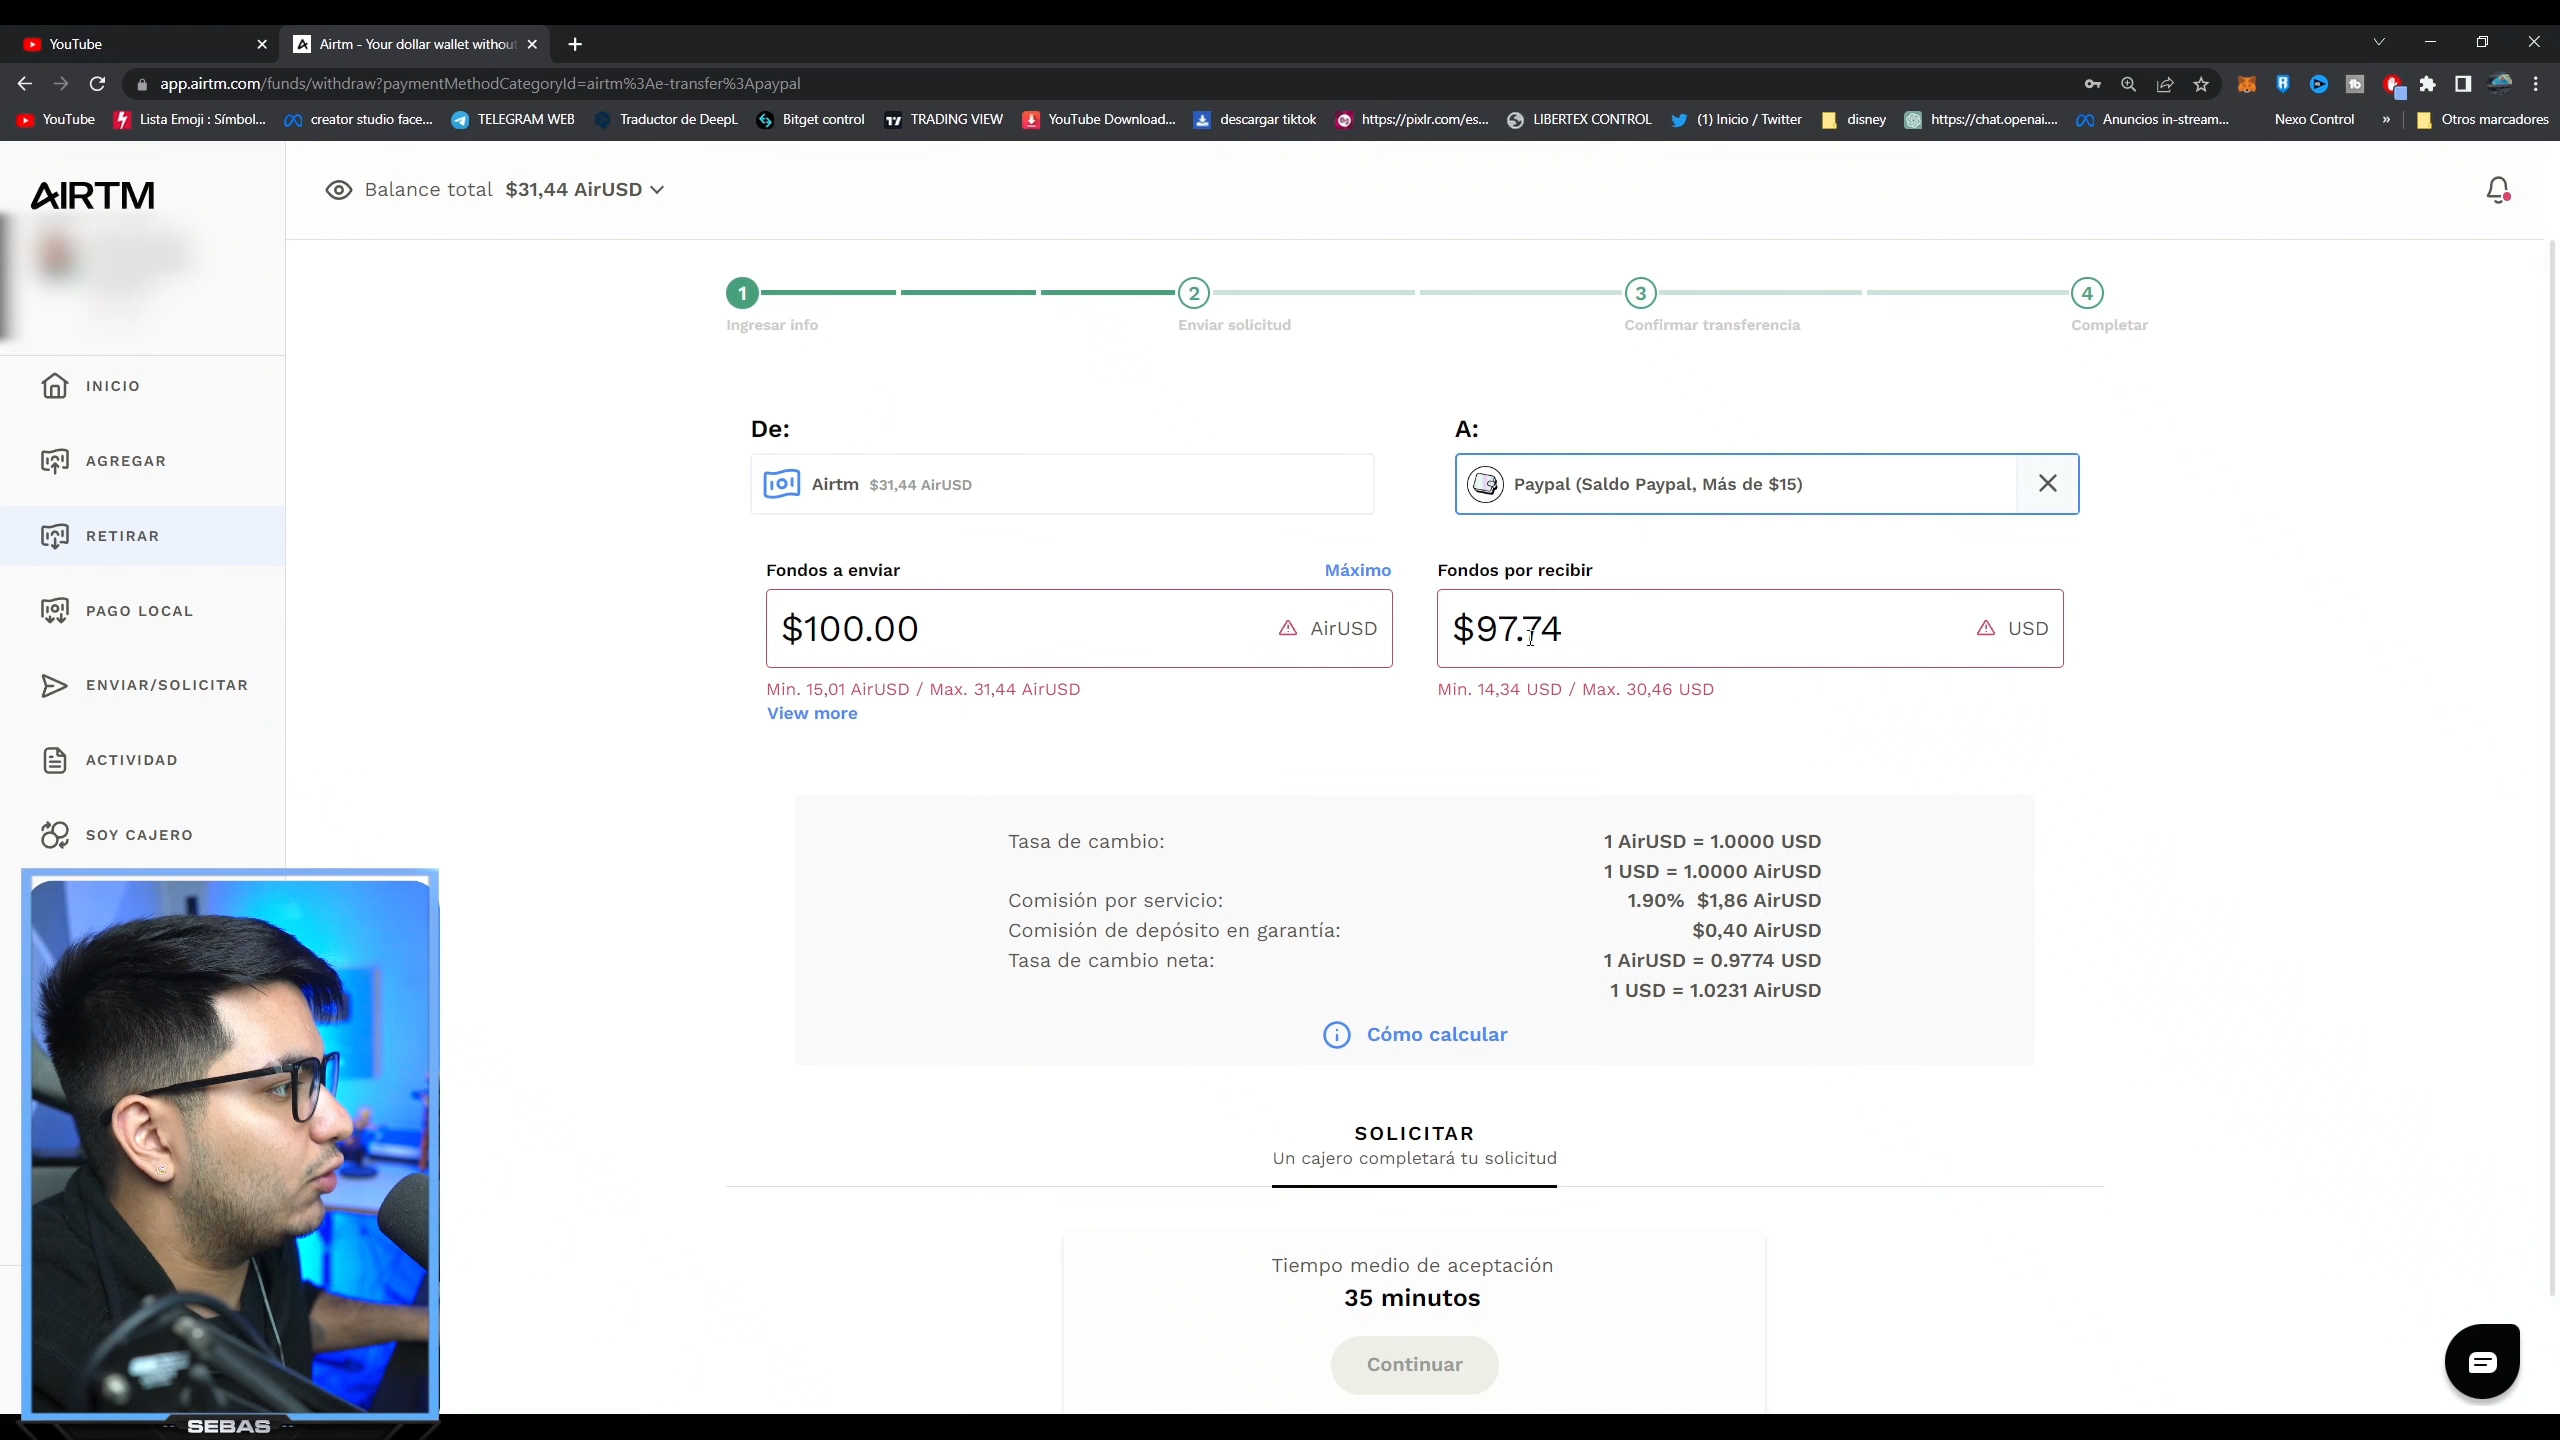 YouTube
Airtm - Your dollar wallet without
app.airtm.com/funds/withdraw?paymentMethodCategoryId=airtm%3Ae-transfer%3Apaypal
YouTube
Lista Emoji : Símbol...
creator studio face...
TELEGRAM WEB
Traductor de DeepL
Bitget control
TRADING VIEW
YouTube Download...
descargar tiktok
https://pixlr.com/es...
LIBERTEX CONTROL
(1) Inicio / Twitter
disney
https://chat.openai....
Anuncios in-stream...
Nexo Control
»
Otros marcadores
AIRTM
Balance total $31,44 AirUSD
1
2
3
4
Ingresar info
Enviar solicitud
Confirmar transferencia
Completar
INICIO
AGREGAR
RETIRAR
PAGO LOCAL
ENVIAR/SOLICITAR
ACTIVIDAD
SOY CAJERO
De:
Airtm $31,44 AirUSD
A:
Paypal (Saldo Paypal, Más de $15)
Fondos a enviar
Máximo
$100.00
AirUSD
Min. 15,01 AirUSD / Max. 31,44 AirUSD
View more
Fondos por recibir
$97.74
USD
Min. 14,34 USD / Max. 30,46 USD
Tasa de cambio:
1 AirUSD = 1.0000 USD
1 USD = 1.0000 AirUSD
Comisión por servicio:
1.90% $1,86 AirUSD
Comisión de depósito en garantía:
$0,40 AirUSD
Tasa de cambio neta:
1 AirUSD = 0.9774 USD
1 USD = 1.0231 AirUSD
Cómo calcular
SOLICITAR
Un cajero completará tu solicitud
Tiempo medio de aceptación
35 minutos
Continuar
SEBAS